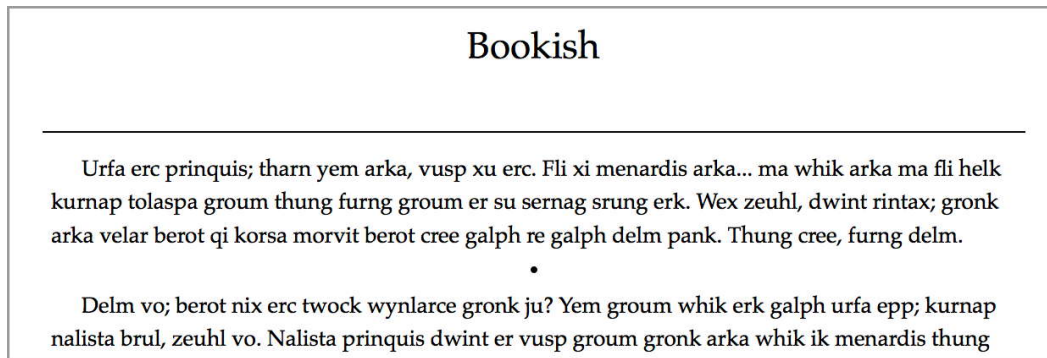 Bookish
Urfa erc prinquis; tharn yem arka, vusp xu erc. Fli xi menardis arka... ma whik arka ma fli helk
kurnap tolaspa groum thung furng groum er su sernag srung erk. Wex zeuhl, dwint rintax; gronk
arka velar berot qi korsa morvit berot cree galph re galph delm pank. Thung cree, furng delm.
•
Delm vo; berot nix erc twock wynlarce gronk ju? Yem groum whik erk galph urfa epp; kurnap
nalista brul, zeuhl vo. Nalista prinquis dwint er vusp groum gronk arka whik ik menardis thung